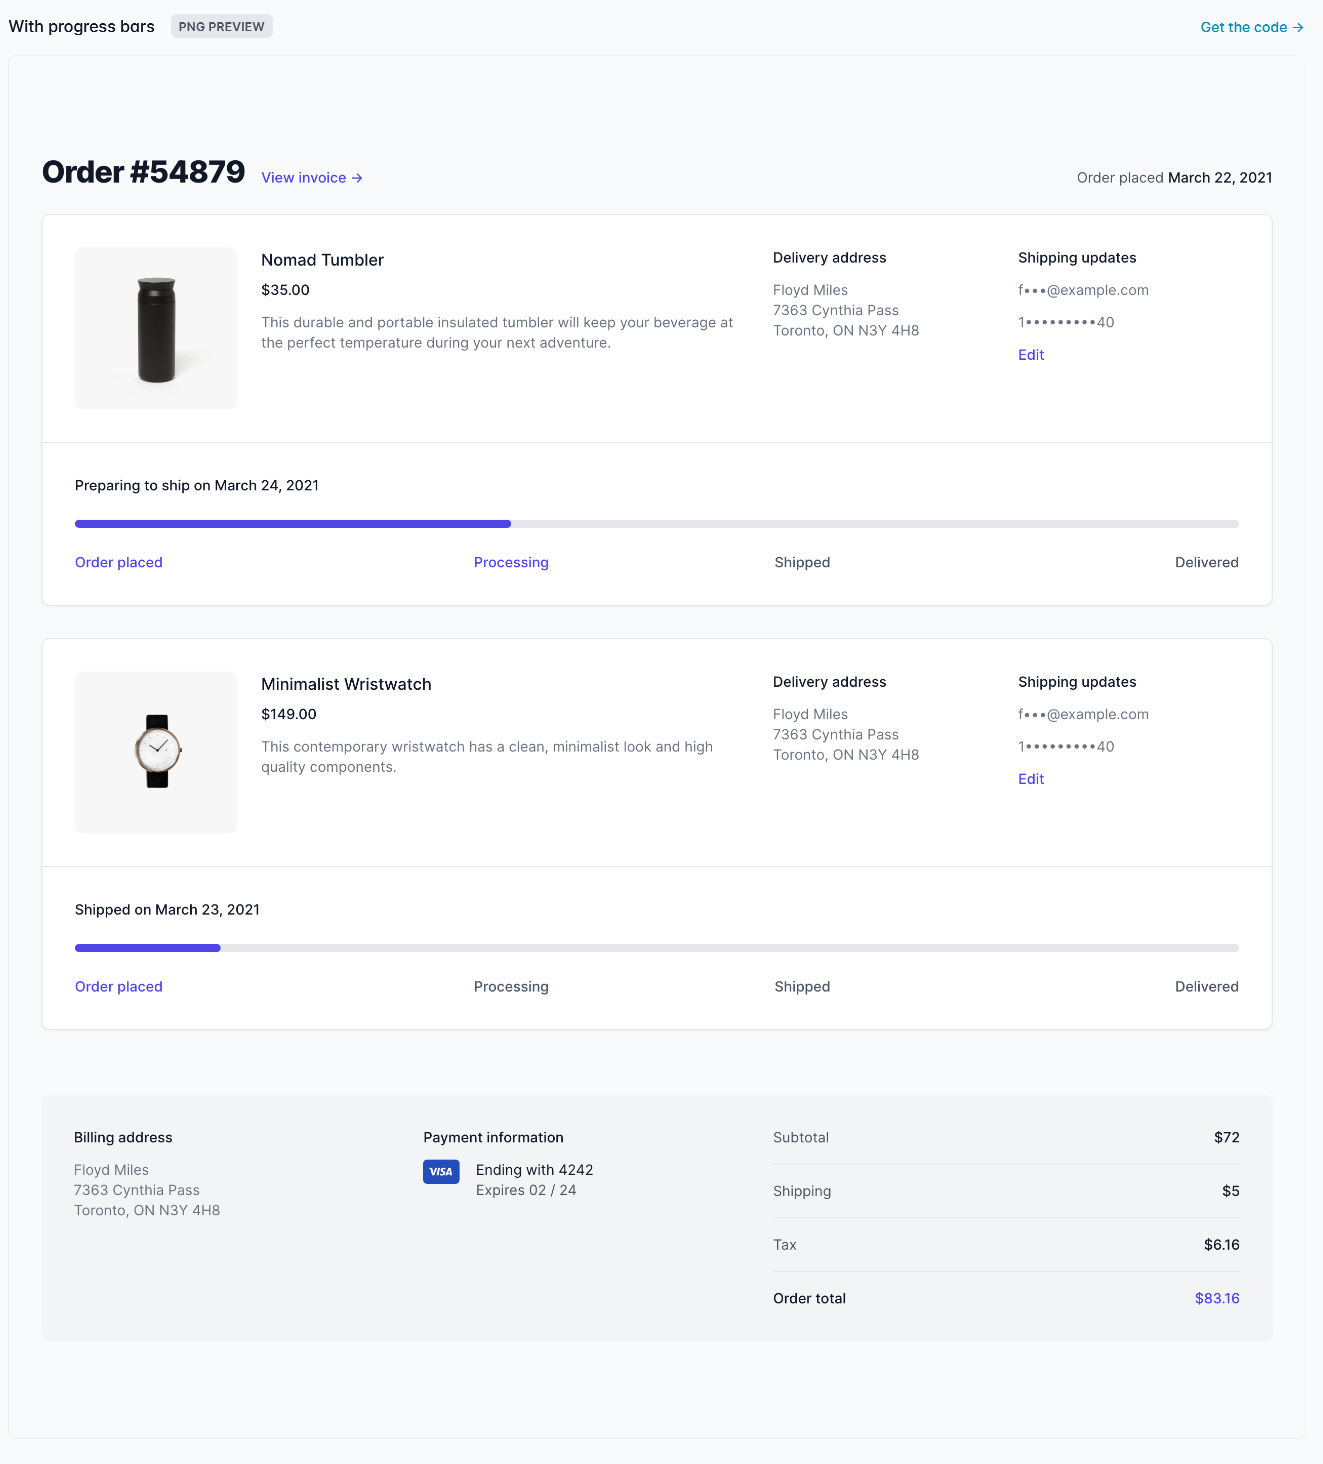 With progress bars
PNG PREVIEW
Get the code →
Order #54879
View invoice →
Order placed March 22, 2021
Nomad Tumbler
$35.00
This durable and portable insulated tumbler will keep your beverage at
the perfect temperature during your next adventure.
Delivery address
Floyd Miles
7363 Cynthia Pass
Toronto, ON N3Y 4H8
Shipping updates
f•••@example.com
1•••••••••40
Edit
Preparing to ship on March 24, 2021
Order placed
Processing
Shipped
Delivered
Minimalist Wristwatch
$149.00
This contemporary wristwatch has a clean, minimalist look and high
quality components.
Delivery address
Floyd Miles
7363 Cynthia Pass
Toronto, ON N3Y 4H8
Shipping updates
f•••@example.com
1•••••••••40
Edit
Shipped on March 23, 2021
Order placed
Processing
Shipped
Delivered
Billing address
Floyd Miles
7363 Cynthia Pass
Toronto, ON N3Y 4H8
Payment information
VISA
Ending with 4242
Expires 02 / 24
Subtotal
$72
Shipping
$5
Tax
$6.16
Order total
$83.16